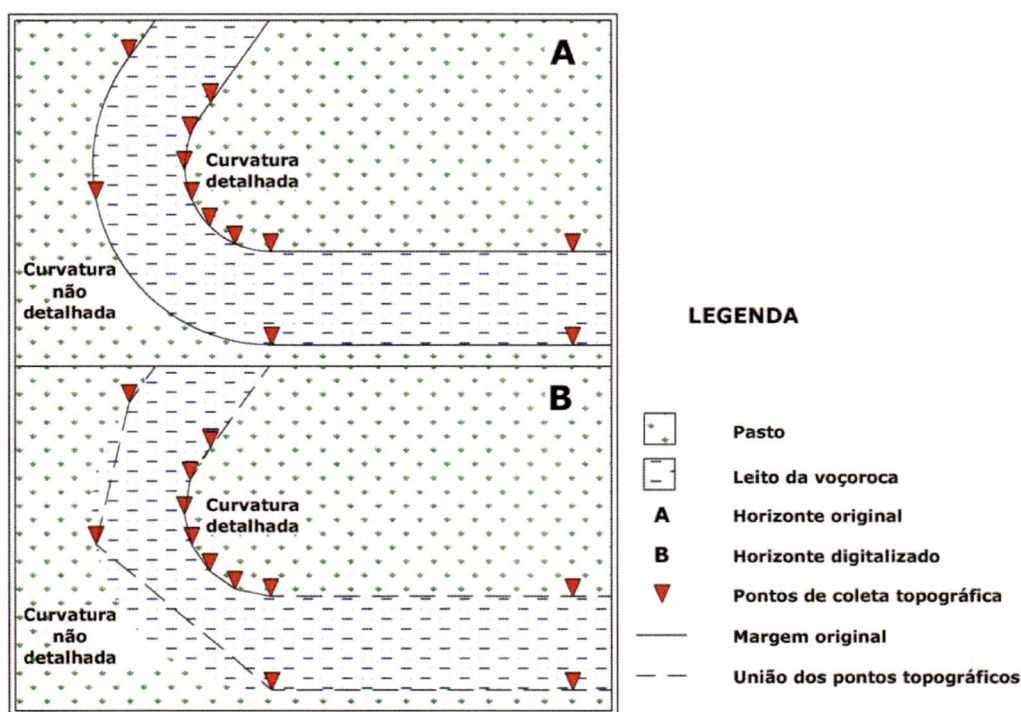 A
Curvatura
detalhada
Curvatura
não
detalhada
B
Curvatura
detalhada
Curvatura
não
detalhada
LEGENDA
Pasto
Leito da voçoroca
A Horizonte original
B Horizonte digitalizado
Pontos de coleta topográfica
Margem original
União dos pontos topográficos